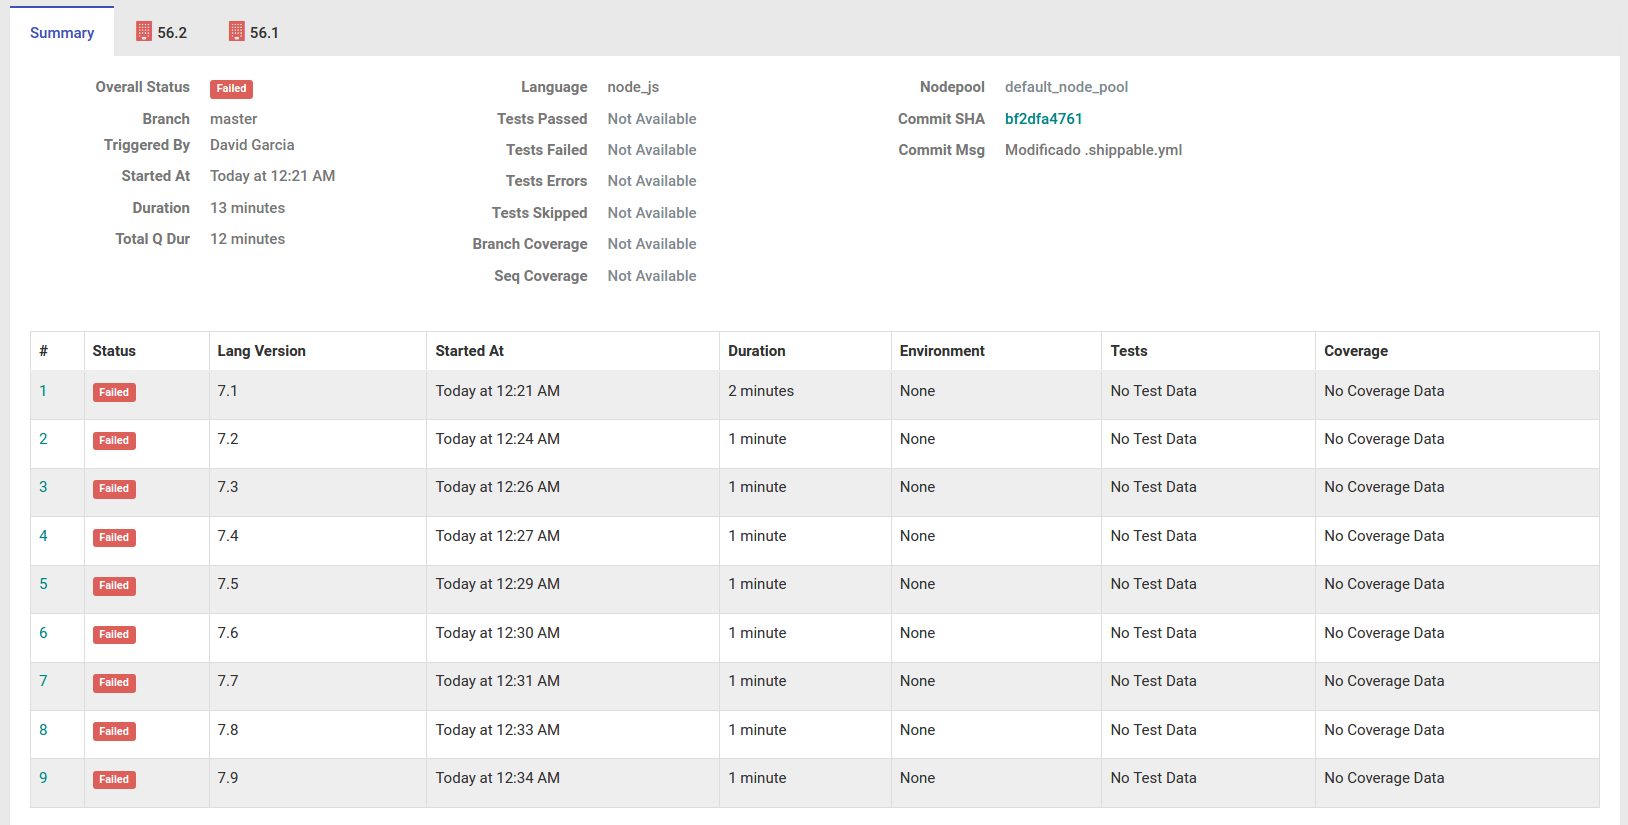 Summary 56.2 56.1
Overall Status Failed Language node_js Nodepool default_node_pool
Branch master Tests Passed Not Available Commit SHA bf2dfa4761
Triggered By David Garcia Tests Failed Not Available Commit Msg Modificado .shippable.yml
Started At Today at 12:21 AM Tests Errors Not Available
Duration 13 minutes Tests Skipped Not Available
Total Q Dur 12 minutes Branch Coverage Not Available
Seq Coverage Not Available
# Status Lang Version Started At Duration Environment Tests Coverage
1 Failed 7.1 Today at 12:21 AM 2 minutes None No Test Data No Coverage Data
2 Failed 7.2 Today at 12:24 AM 1 minute None No Test Data No Coverage Data
3 Failed 7.3 Today at 12:26 AM 1 minute None No Test Data No Coverage Data
4 Failed 7.4 Today at 12:27 AM 1 minute None No Test Data No Coverage Data
5 Failed 7.5 Today at 12:29 AM 1 minute None No Test Data No Coverage Data
6 Failed 7.6 Today at 12:30 AM 1 minute None No Test Data No Coverage Data
7 Failed 7.7 Today at 12:31 AM 1 minute None No Test Data No Coverage Data
8 Failed 7.8 Today at 12:33 AM 1 minute None No Test Data No Coverage Data
9 Failed 7.9 Today at 12:34 AM 1 minute None No Test Data No Coverage Data